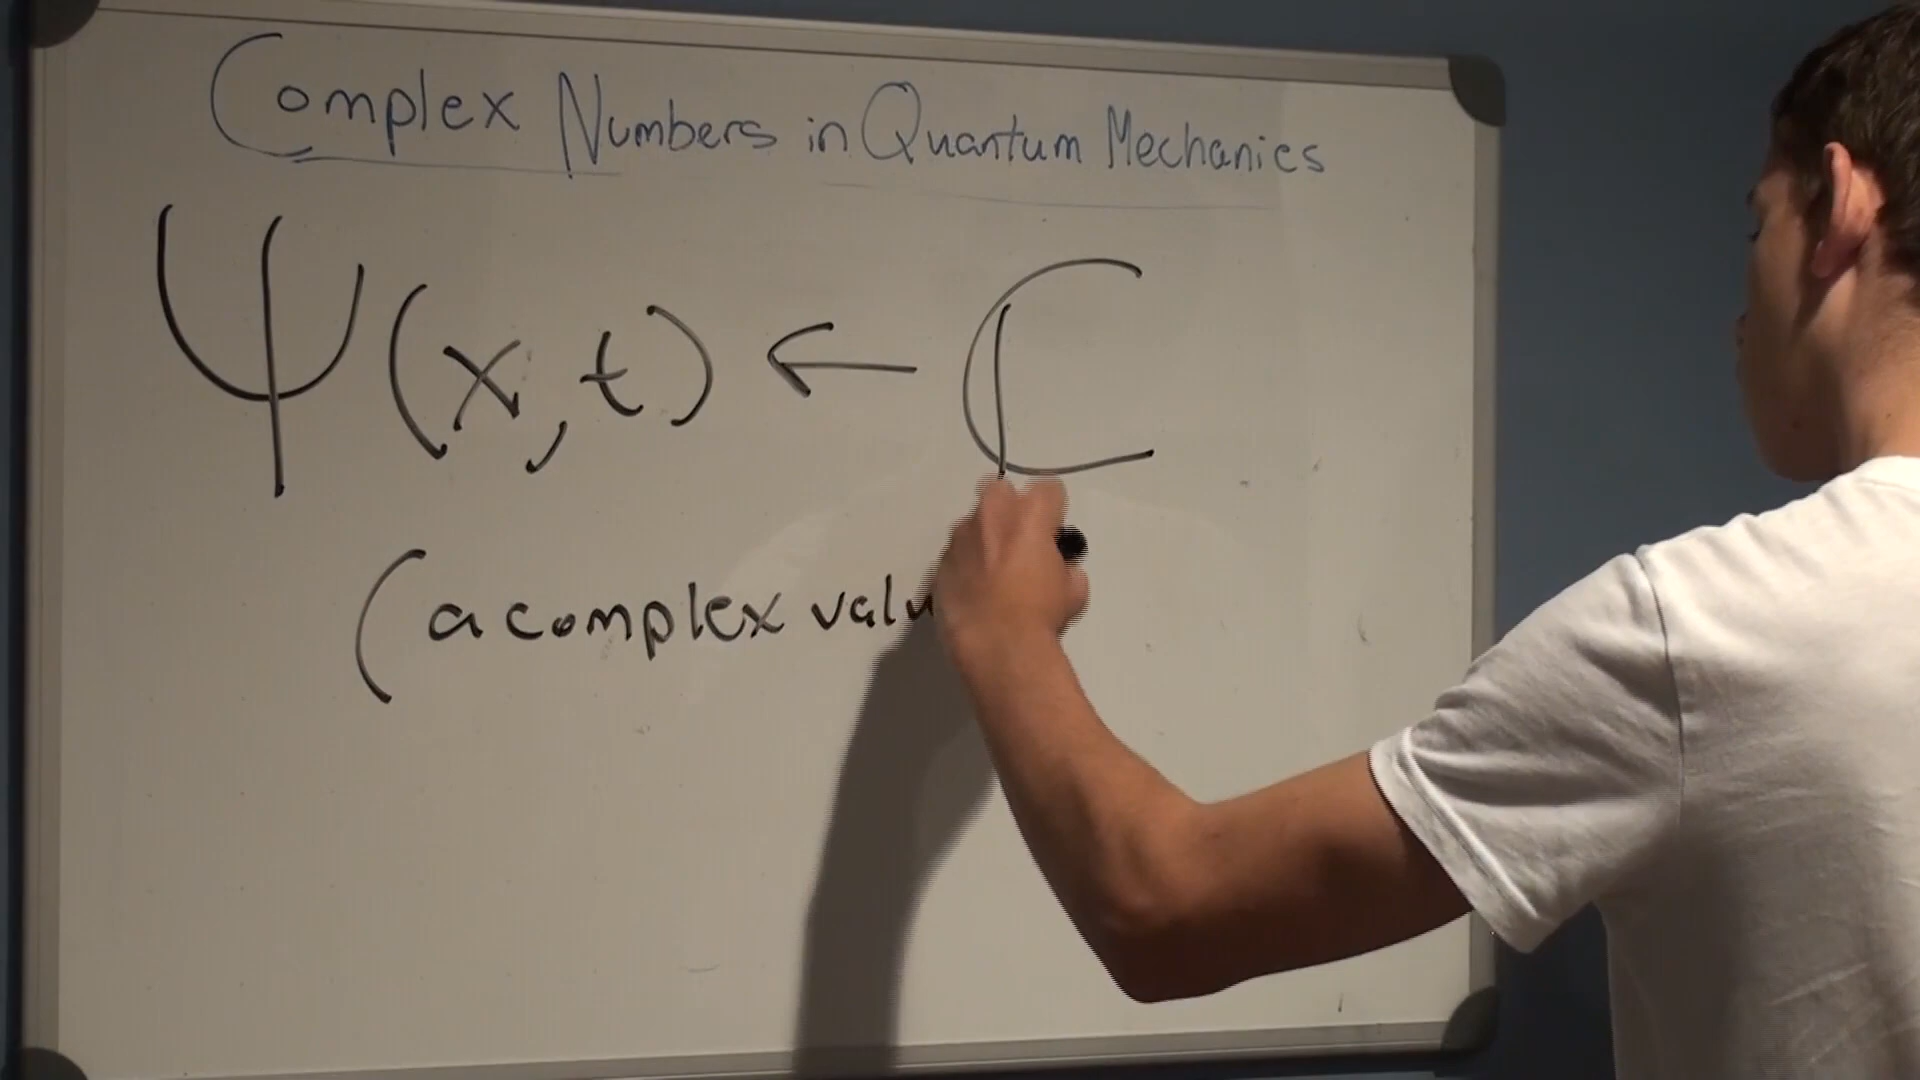 Complex Numbers in Quantum Mechanics
Ψ(x,t) ← ℂ
(a complex valu